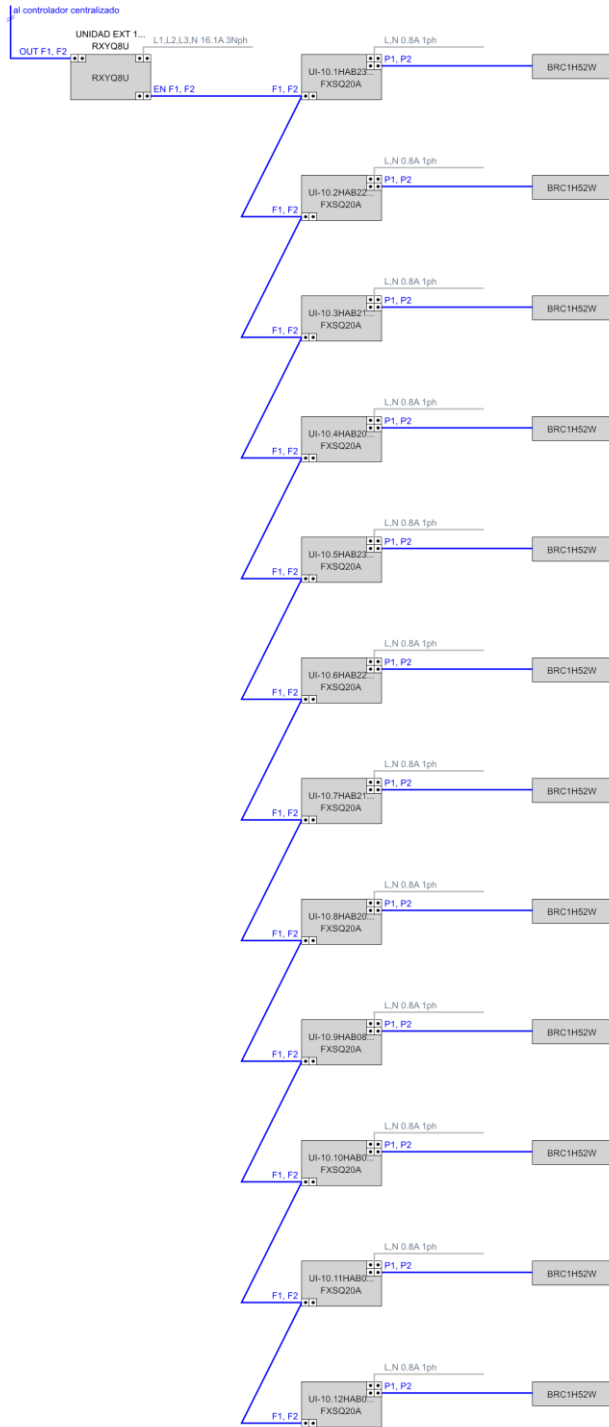 al controlador centralizado
UNIDAD EXT 1...
RXYQ8U
L1,L2,L3,N 16.1A 3Nph
OUT F1, F2
RXYQ8U
EN F1, F2
L,N 0.8A 1ph
P1, P2
UI-10.1HAB23...
FXSQ20A
BRC1H52W
F1, F2
L,N 0.8A 1ph
P1, P2
UI-10.2HAB22...
FXSQ20A
BRC1H52W
F1, F2
L,N 0.8A 1ph
P1, P2
UI-10.3HAB21...
FXSQ20A
BRC1H52W
F1, F2
L,N 0.8A 1ph
P1, P2
UI-10.4HAB20...
FXSQ20A
BRC1H52W
F1, F2
L,N 0.8A 1ph
P1, P2
UI-10.5HAB23...
FXSQ20A
BRC1H52W
F1, F2
L,N 0.8A 1ph
P1, P2
UI-10.6HAB22...
FXSQ20A
BRC1H52W
F1, F2
L,N 0.8A 1ph
P1, P2
UI-10.7HAB21...
FXSQ20A
BRC1H52W
F1, F2
L,N 0.8A 1ph
P1, P2
UI-10.8HAB20...
FXSQ20A
BRC1H52W
F1, F2
L,N 0.8A 1ph
P1, P2
UI-10.9HAB08...
FXSQ20A
BRC1H52W
F1, F2
L,N 0.8A 1ph
P1, P2
UI-10.10HAB0...
FXSQ20A
BRC1H52W
F1, F2
L,N 0.8A 1ph
P1, P2
UI-10.11HAB0...
FXSQ20A
BRC1H52W
F1, F2
L,N 0.8A 1ph
P1, P2
UI-10.12HAB0...
FXSQ20A
BRC1H52W
F1, F2